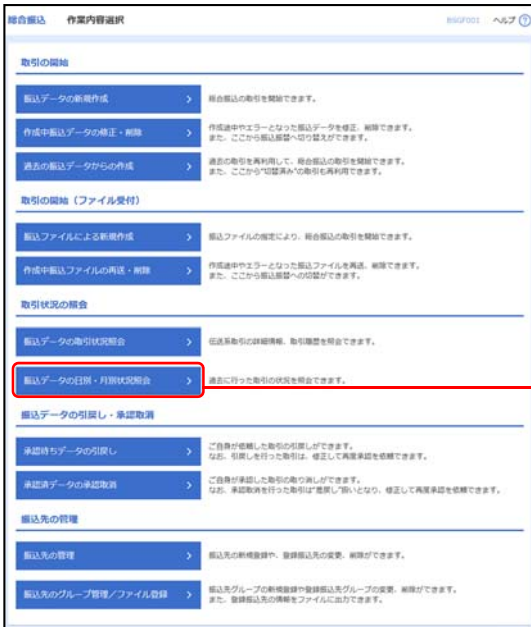 総合振込 作業内容選択 BSGF001 ヘルプ ?
取引の開始
振込データの新規作成 > 総合振込の取引を開始できます。
作成中振込データの修正・削除 > 作成途中やエラーとなった振込データを修正、削除できます。
また、ここから振込振替へ切り替えができます。
過去の振込データからの作成 > 過去の取引を再利用して、総合振込の取引を開始できます。
また、ここから“切替済み”の取引も再利用できます。
取引の開始（ファイル受付）
振込ファイルによる新規作成 > 振込ファイルの指定により、総合振込の取引を開始できます。
作成中振込ファイルの再送・削除 > 作成途中やエラーとなった振込ファイルを再送、削除できます。
また、ここから振込振替への切替ができます。
取引状況の照会
振込データの取引状況照会 > 伝送系取引の詳細情報、取引履歴を照会できます。
振込データの日別・月別状況照会 > 過去に行った取引の状況を照会できます。
振込データの引戻し・承認取消
承認待ちデータの引戻し > ご自身が依頼した取引の引戻しができます。
なお、引戻しを行った取引は、修正して再度承認を依頼できます。
承認済データの承認取消 > ご自身が承認した取引の取り消しができます。
なお、承認取消を行った取引は“差戻し”扱いとなり、修正して再度承認を依頼できます。
振込先の管理
振込先の管理 > 振込先の新規登録や、登録振込先の変更、削除ができます。
振込先のグループ管理／ファイル登録 > 振込先グループの新規登録や登録振込先グループの変更、削除ができます。
また、登録振込先の情報をファイルに出力できます。